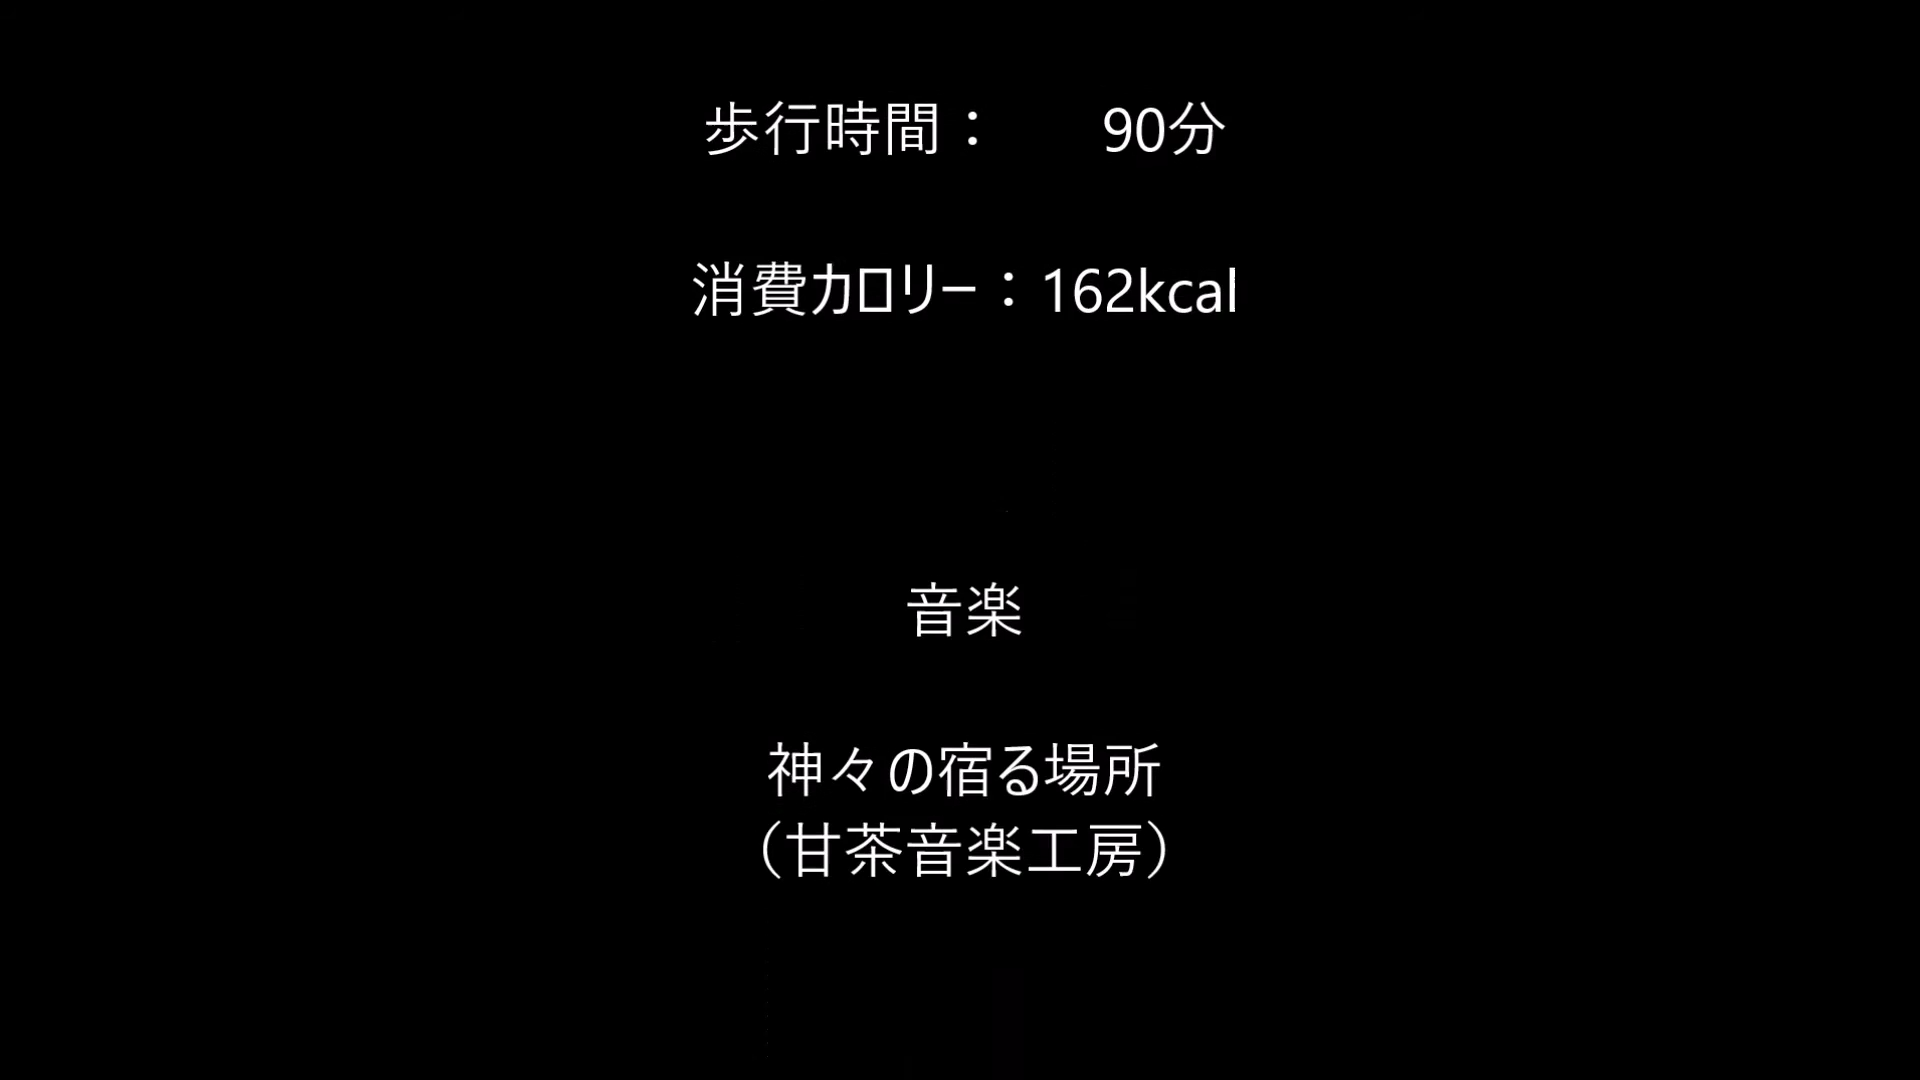 歩行時間： 90分
消費カロリー：162kcal
音楽
神々の宿る場所
（甘茶音楽工房）